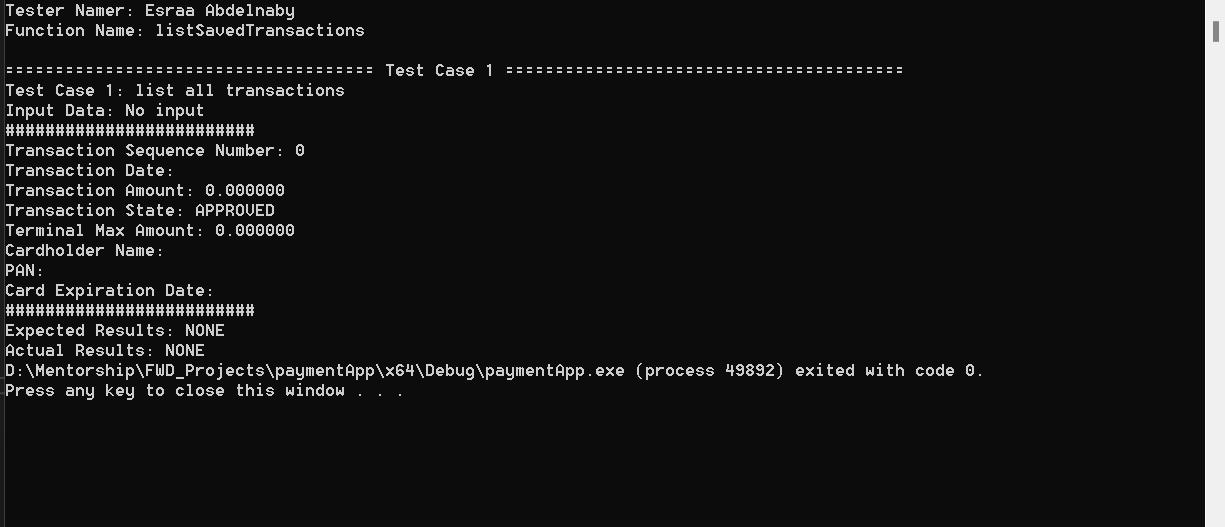 Tester Namer: Esraa Abdelnaby
Function Name: listSavedTransactions
===================================== Test Case 1 ========================================
Test Case 1: list all transactions
Input Data: No input
#########################
Transaction Sequence Number: 0
Transaction Date:
Transaction Amount: 0.000000
Transaction State: APPROVED
Terminal Max Amount: 0.000000
Cardholder Name:
PAN:
Card Expiration Date:
#########################
Expected Results: NONE
Actual Results: NONE
D:\Mentorship\FWD_Projects\paymentApp\x64\Debug\paymentApp.exe (process 49892) exited with code 0.
Press any key to close this window . . .